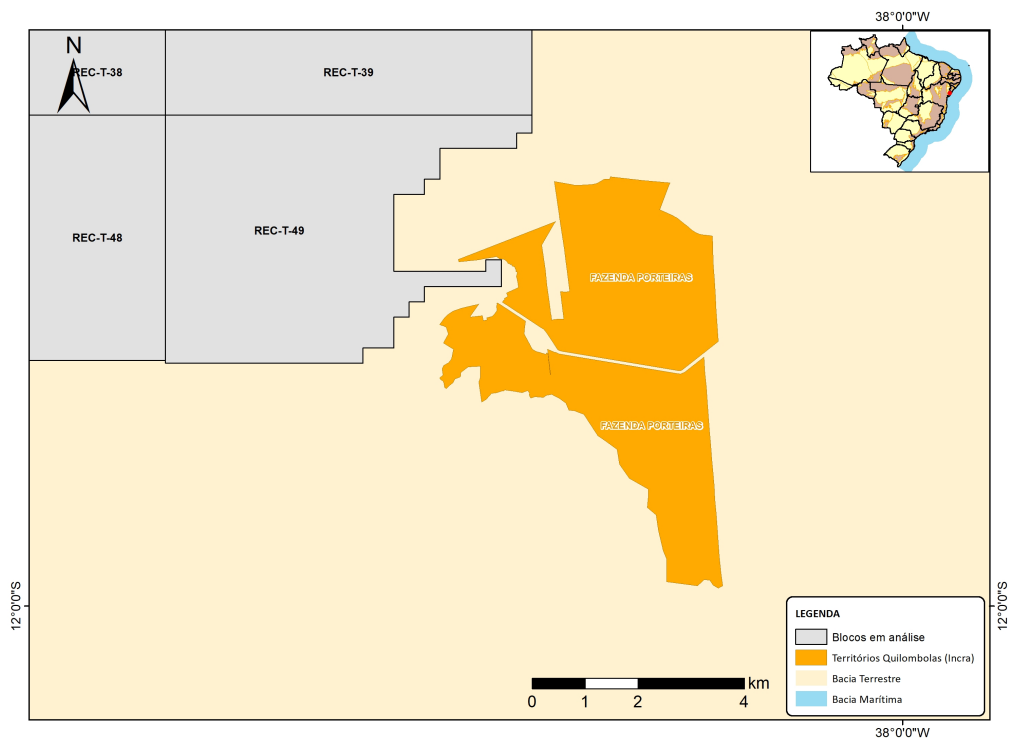 38°0'0"W
N
REC-T-38
REC-T-39
REC-T-48
REC-T-49
FAZENDA PORTEIRAS
FAZENDA PORTEIRAS
12°0'0"S
12°0'0"S
LEGENDA
Blocos em análise
Territórios Quilombolas (Incra)
Bacia Terrestre
Bacia Marítima
km
0 1 2 4
38°0'0"W